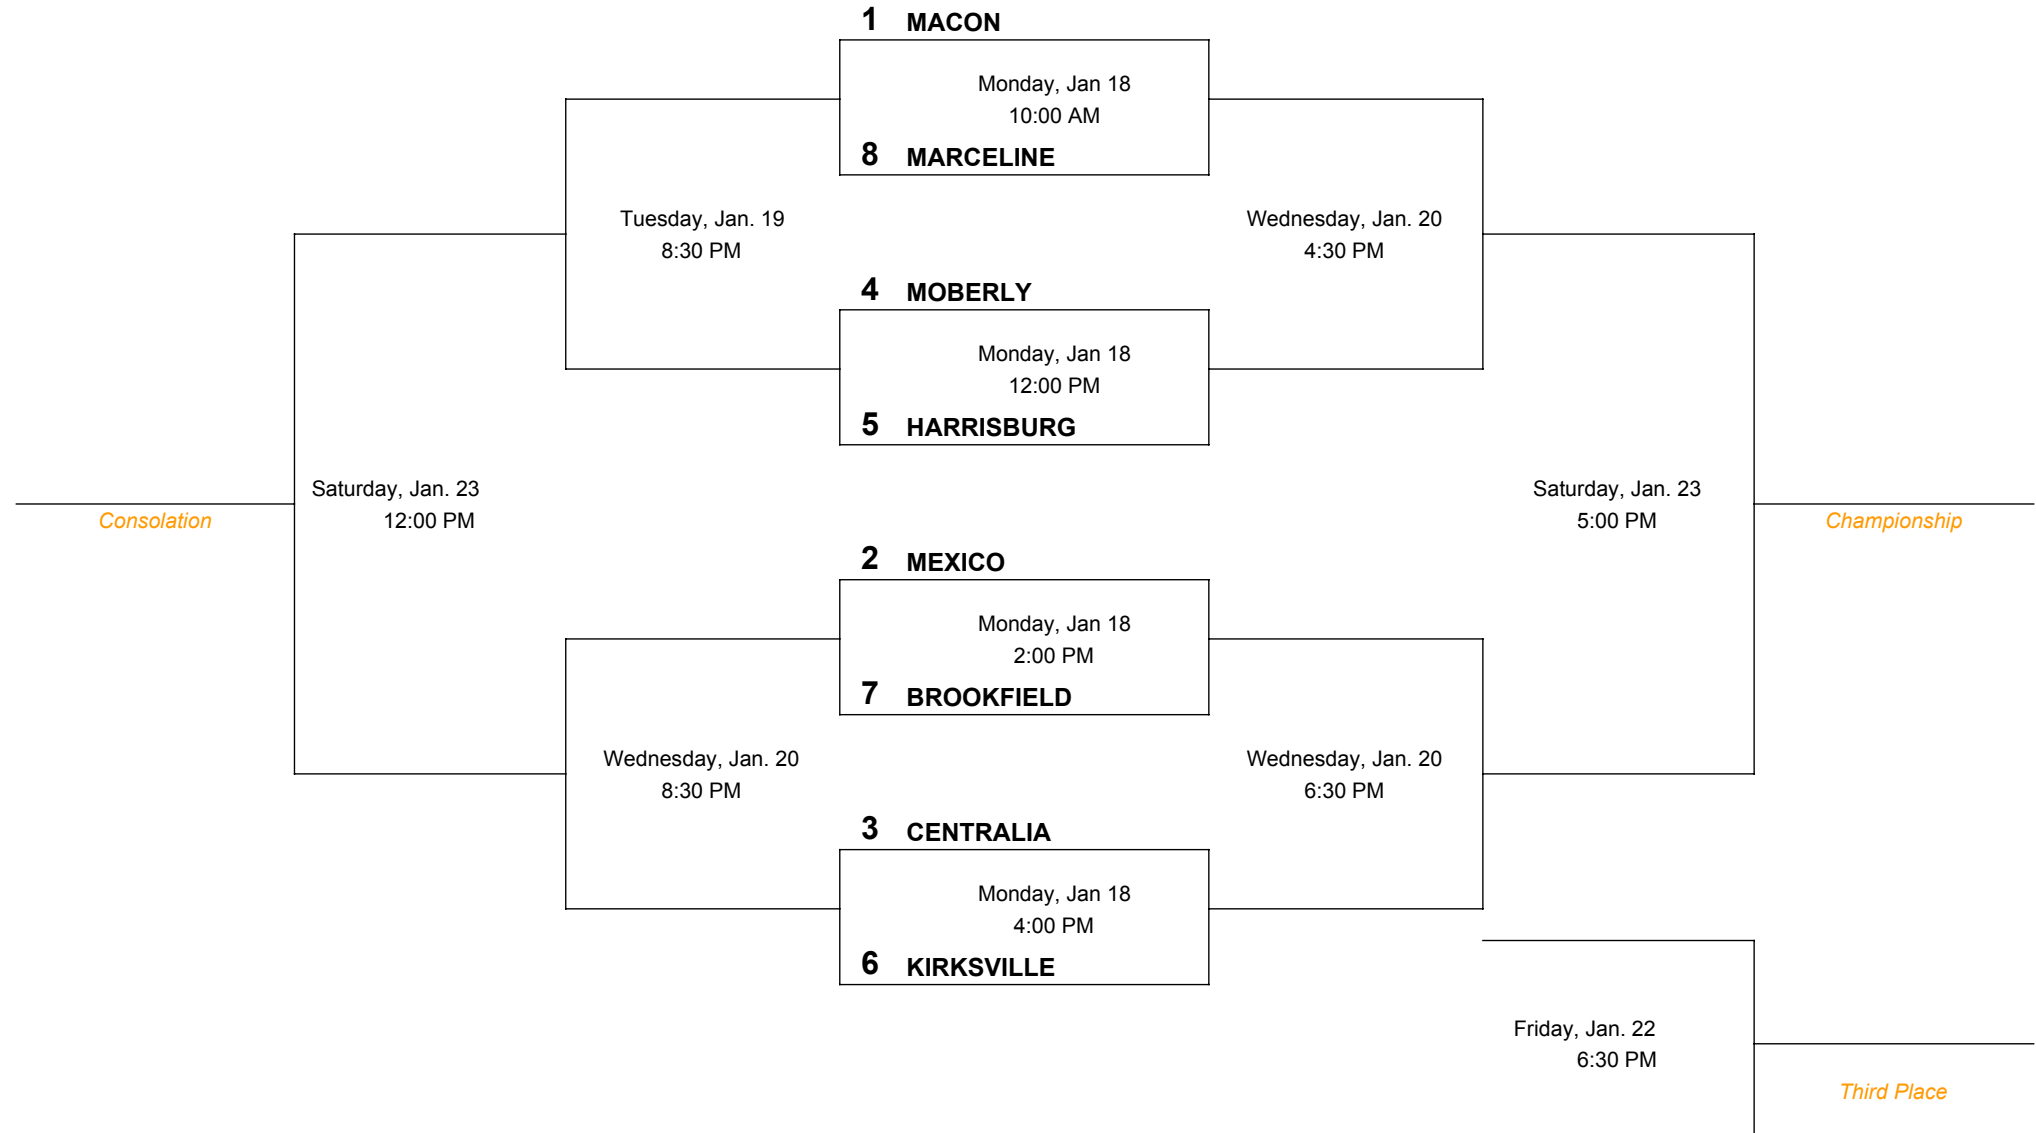 1 MACON
Monday, Jan 18
10:00 AM
8 MARCELINE
Tuesday, Jan. 19
8:30 PM
Wednesday, Jan. 20
4:30 PM
4 MOBERLY
Monday, Jan 18
12:00 PM
5 HARRISBURG
Saturday, Jan. 23
12:00 PM
Consolation
Saturday, Jan. 23
5:00 PM
Championship
2 MEXICO
Monday, Jan 18
2:00 PM
7 BROOKFIELD
Wednesday, Jan. 20
8:30 PM
Wednesday, Jan. 20
6:30 PM
3 CENTRALIA
Monday, Jan 18
4:00 PM
6 KIRKSVILLE
Friday, Jan. 22
6:30 PM
Third Place